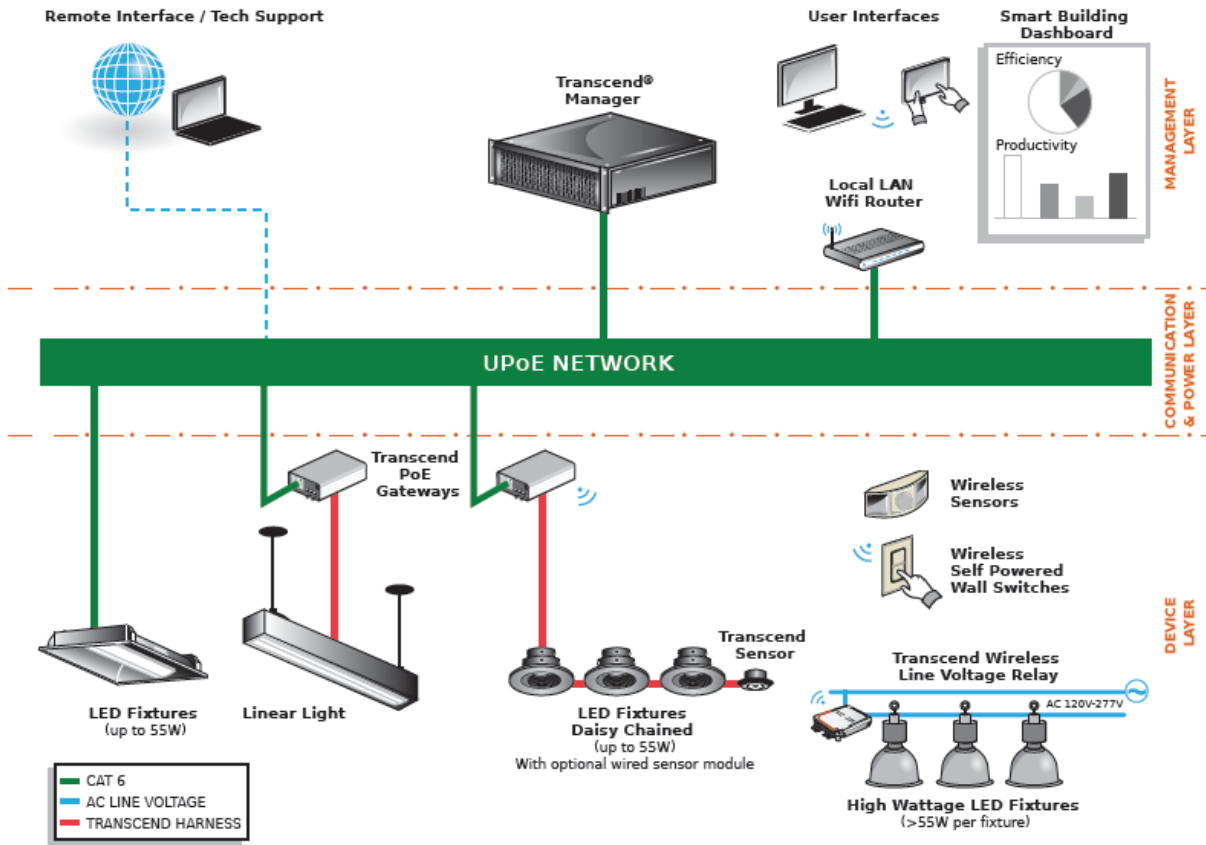 Remote Interface / Tech Support
User Interfaces
Smart Building
Dashboard
Efficiency
Productivity
Transcend®
Manager
Local LAN
Wifi Router
MANAGEMENT
LAYER
UPoE NETWORK
COMMUNICATION
& POWER LAYER
Transcend
PoE
Gateways
Wireless
Sensors
Wireless
Self Powered
Wall Switches
DEVICE
LAYER
Transcend
Sensor
Transcend Wireless
Line Voltage Relay
AC 120V-277V
LED Fixtures
(up to 55W)
Linear Light
LED Fixtures
Daisy Chained
(up to 55W)
With optional wired sensor module
High Wattage LED Fixtures
(>55W per fixture)
CAT 6
AC LINE VOLTAGE
TRANSCEND HARNESS